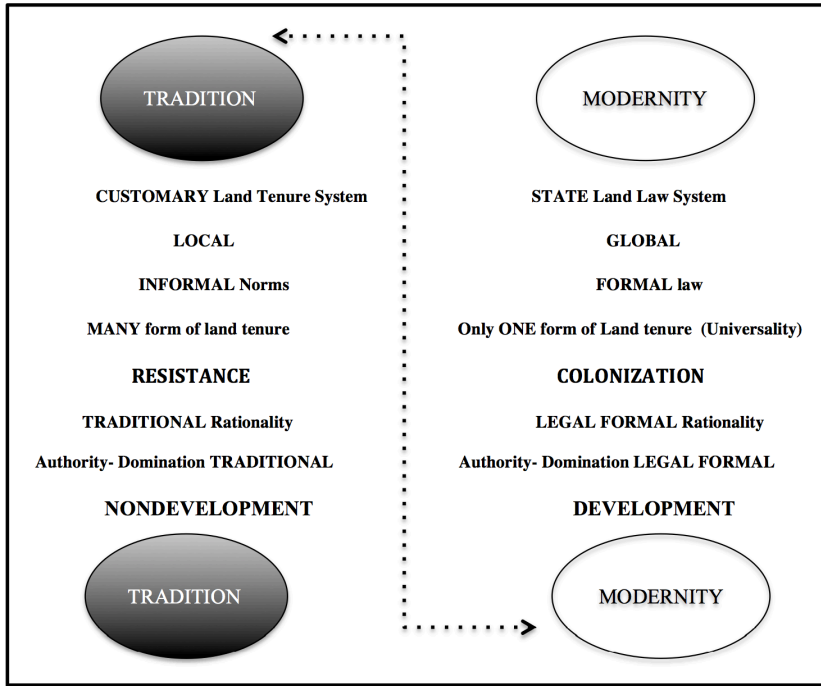 TRADITION
MODERNITY
CUSTOMARY Land Tenure System
STATE Land Law System
LOCAL
GLOBAL
INFORMAL Norms
FORMAL law
MANY form of land tenure
Only ONE form of Land tenure (Universality)
RESISTANCE
COLONIZATION
TRADITIONAL Rationality
LEGAL FORMAL Rationality
Authority- Domination TRADITIONAL
Authority- Domination LEGAL FORMAL
NONDEVELOPMENT
DEVELOPMENT
TRADITION
MODERNITY